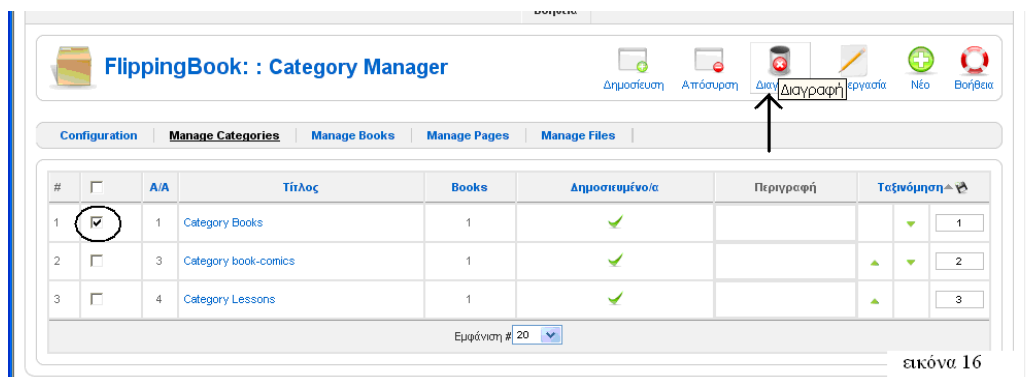 Βοήθεια
FlippingBook: : Category Manager
Δημοσίευση Απόσυρση Διαγ Διαγραφή εργασία Νέο Βοήθεια
Configuration Manage Categories Manage Books Manage Pages Manage Files
# Α/Α Τίτλος Books Δημοσιευμένο/α Περιγραφή Ταξινόμηση
1 1 Category Books 1 1
2 3 Category book-comics 1 2
3 4 Category Lessons 1 3
Εμφάνιση # 20
εικόνα 16